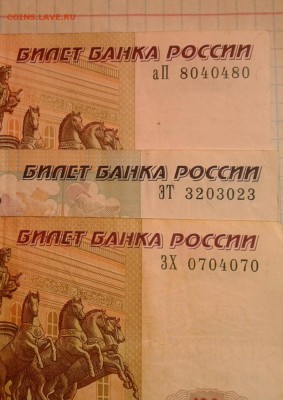 COINS.LAVE.RU
БИЛЕТ БАНКА РОССИИ
аП 8040480
БИЛЕТ БАНКА РОССИИ
ЭТ 3203023
БИЛЕТ БАНКА РОССИИ
ЗХ 0704070